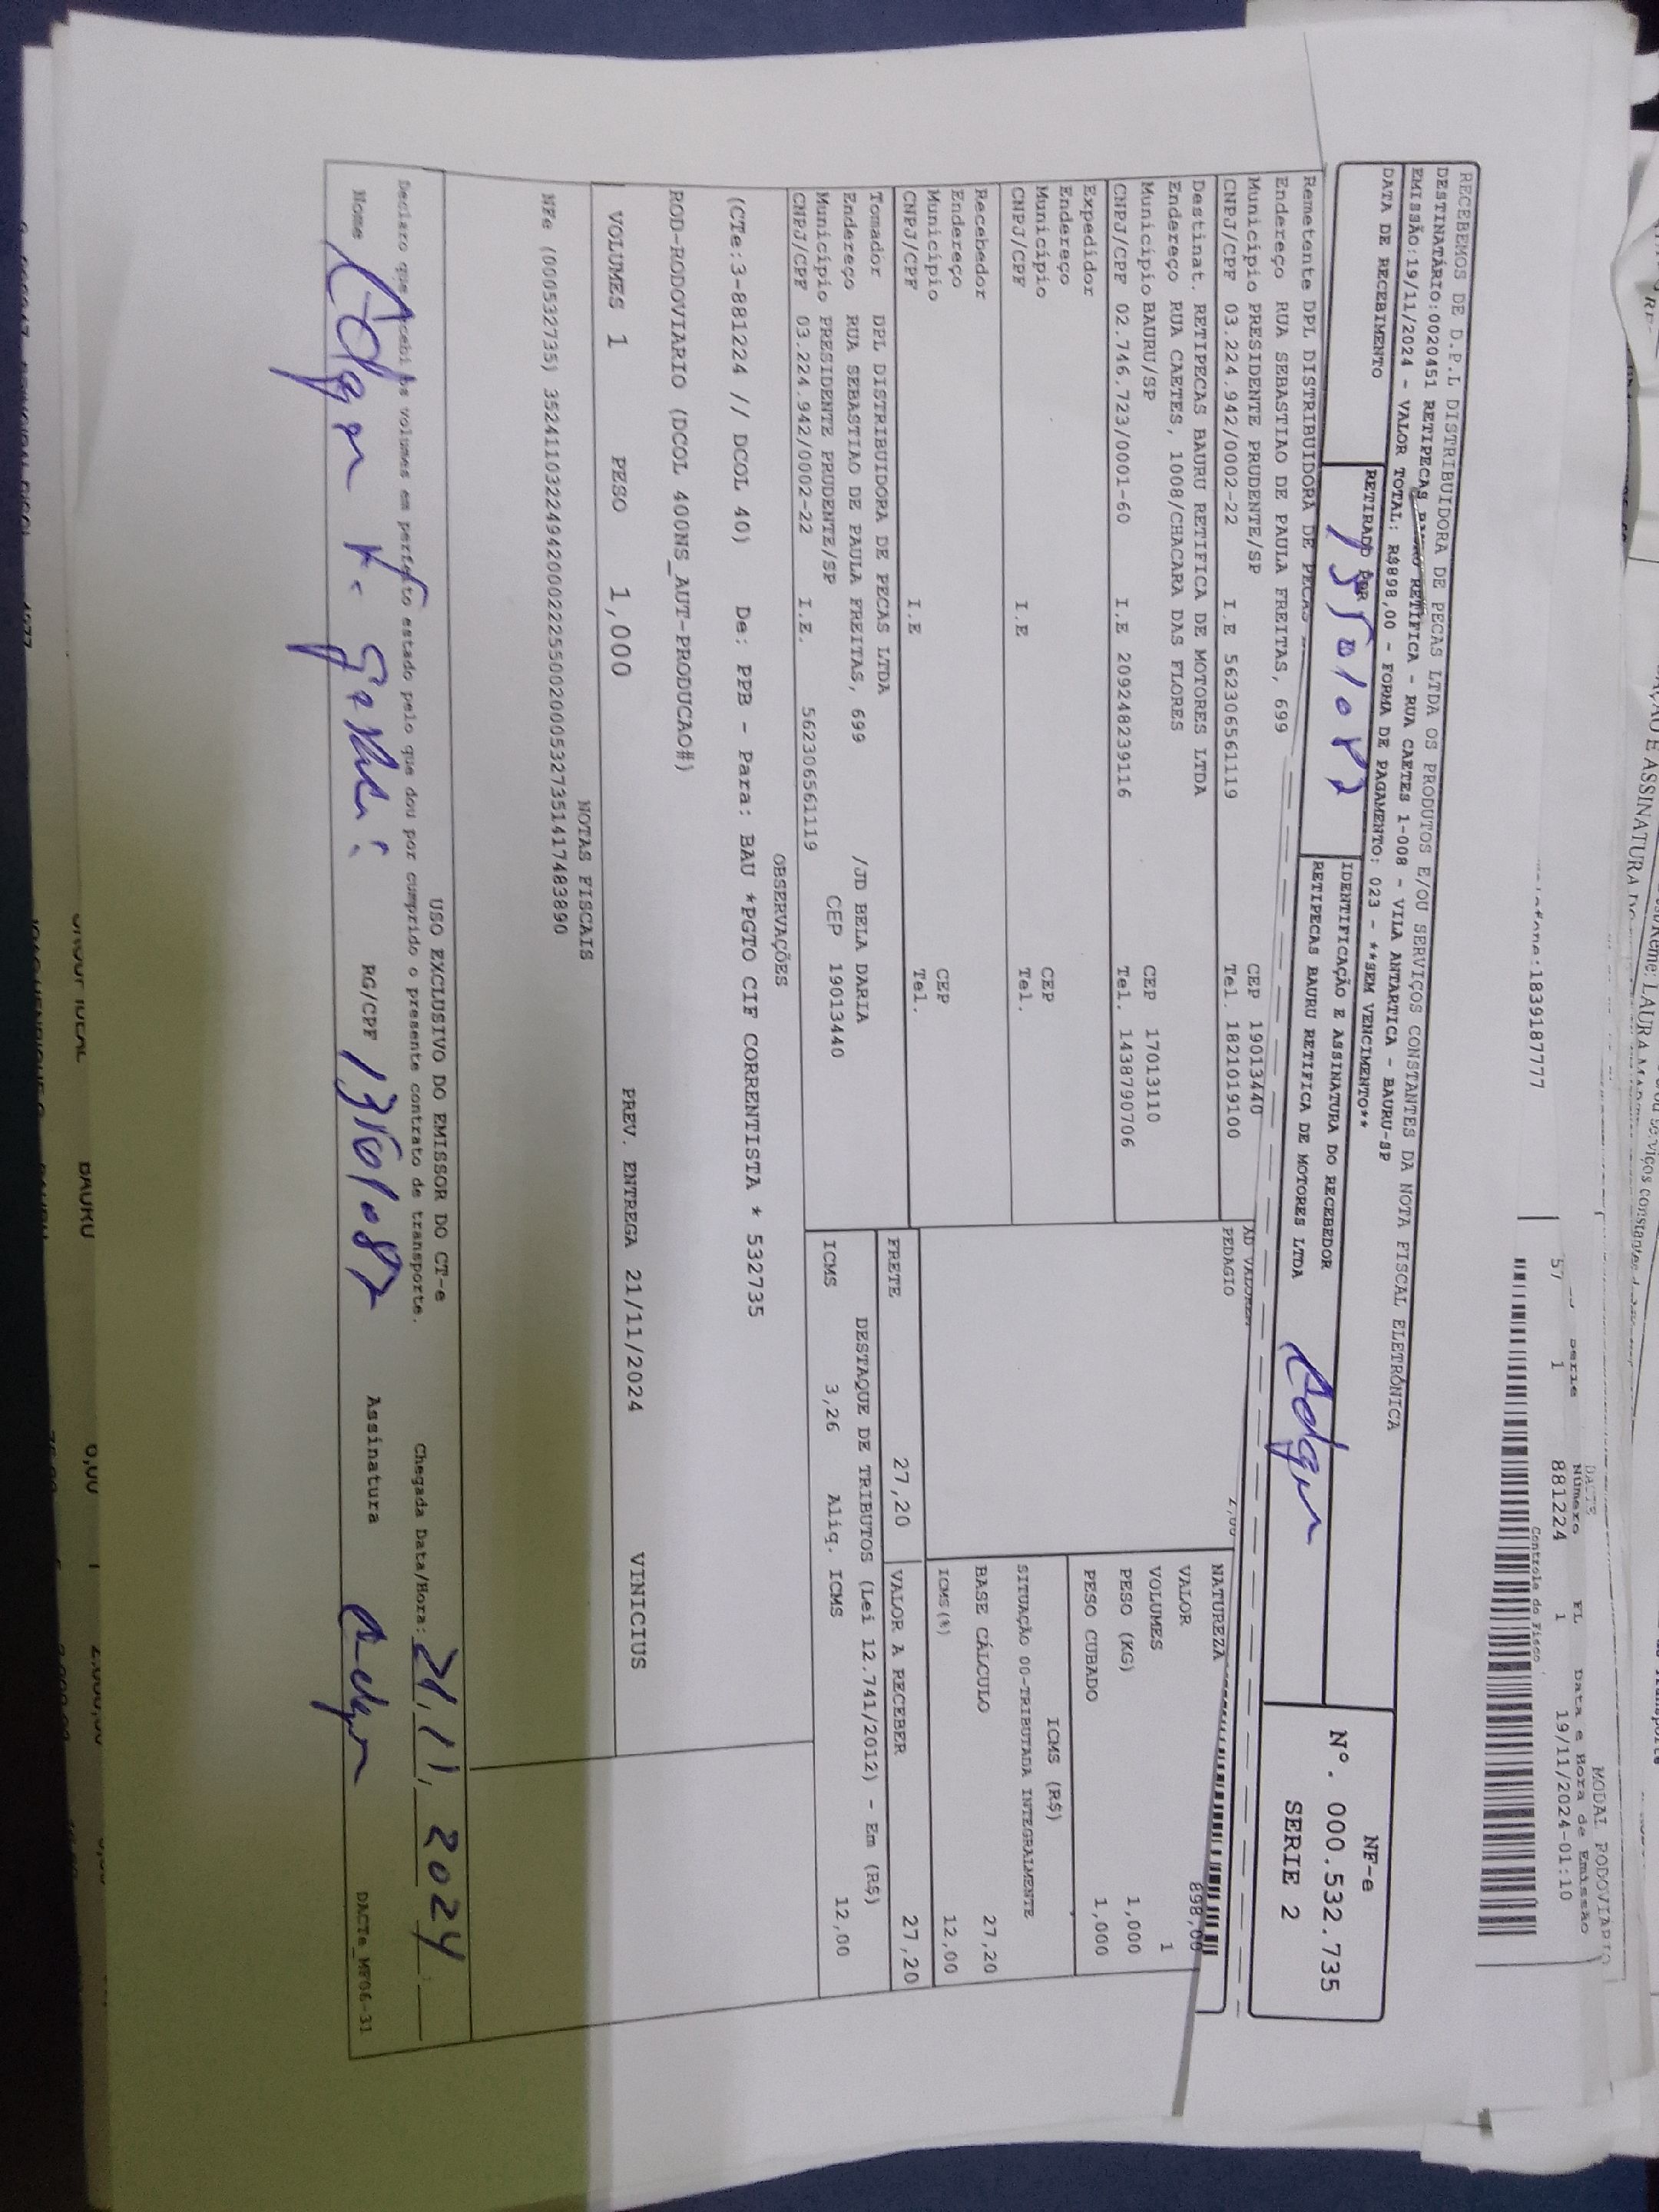 MODAL RODOVIARIO
DACTE
Número FL Data e Hora de Emissão
57 1 881224 1 19/11/2024-01:10
Controle do Fisco
:1839187777
RECEBEMOS DE D.P.L DISTRIBUIDORA DE PECAS LTDA OS PRODUTOS E/OU SERVIÇOS CONSTANTES DA NOTA FISCAL ELETRÔNICA
DESTINATÁRIO:0020451 RETIPECAS RETIFICA - RUA CAETES 1-008 - VILA ANTARTICA - BAURU-SP
EMISSÃO:19/11/2024 - VALOR TOTAL: R$898,00 - FORMA DE PAGAMENTO: 023 - **SEM VENCIMENTO**
DATA DE RECEBIMENTO
RETIRADO POR
IDENTIFICAÇÃO E ASSINATURA DO RECEBEDOR
RETIPECAS BAURU RETIFICA DE MOTORES LTDA
Edgar
NF-e
Nº. 000.532.735
SERIE 2
Remetente DPL DISTRIBUIDORA DE PECAS
Endereço RUA SEBASTIAO DE PAULA FREITAS, 699
Município PRESIDENTE PRUDENTE/SP CEP 19013440
CNPJ/CPF 03.224.942/0002-22 I.E 562306561119 Tel. 1821019100
Destinat. RETIPECAS BAURU RETIFICA DE MOTORES LTDA
Endereço RUA CAETES, 1008/CHACARA DAS FLORES
Município BAURU/SP CEP 17013110
CNPJ/CPF 02.746.723/0001-60 I.E 209248239116 Tel. 1438790706
Expedidor
Endereço
Município CEP
CNPJ/CPF I.E Tel.
Recebedor
Endereço
Município CEP
CNPJ/CPF I.E Tel.
Tomador DPL DISTRIBUIDORA DE PECAS LTDA
Endereço RUA SEBASTIAO DE PAULA FREITAS, 699 /JD BELA DARIA
Município PRESIDENTE PRUDENTE/SP CEP 19013440
CNPJ/CPF 03.224.942/0002-22 I.E. 562306561119
AD VALOREM
PEDAGIO
NATUREZA
VALOR 898,00
VOLUMES 1
PESO (KG) 1,000
PESO CUBADO 1,000
ICMS (R$)
SITUAÇÃO 00-TRIBUTADA INTEGRALMENTE
BASE CÁLCULO 27,20
ICMS(%) 12,00
FRETE 27,20 VALOR A RECEBER 27,20
DESTAQUE DE TRIBUTOS (Lei 12.741/2012) - Em (R$)
ICMS 3,26 Aliq. ICMS 12,00
OBSERVAÇÕES
(CTe:3-881224 // DCOL 40) De: PPB - Para: BAU *PGTO CIF CORRENTISTA * 532735
ROD-RODOVIARIO (DCOL 400NS_AUT-PRODUCAO#)
VOLUMES 1 PESO 1,000 PREV. ENTREGA 21/11/2024 VINICIUS
NOTAS FISCAIS
NFe (000532735) 35241103224942000222550020005327351417483890
USO EXCLUSIVO DO EMISSOR DO CT-e
Declaro que recebi os volumes em perfeito estado pelo que dou por cumprido o presente contrato de transporte.
Chegada Data/Hora: 21/11/2024
Nome Edgar
RG/CPF
Assinatura Edgar
DACTe_MF06-31